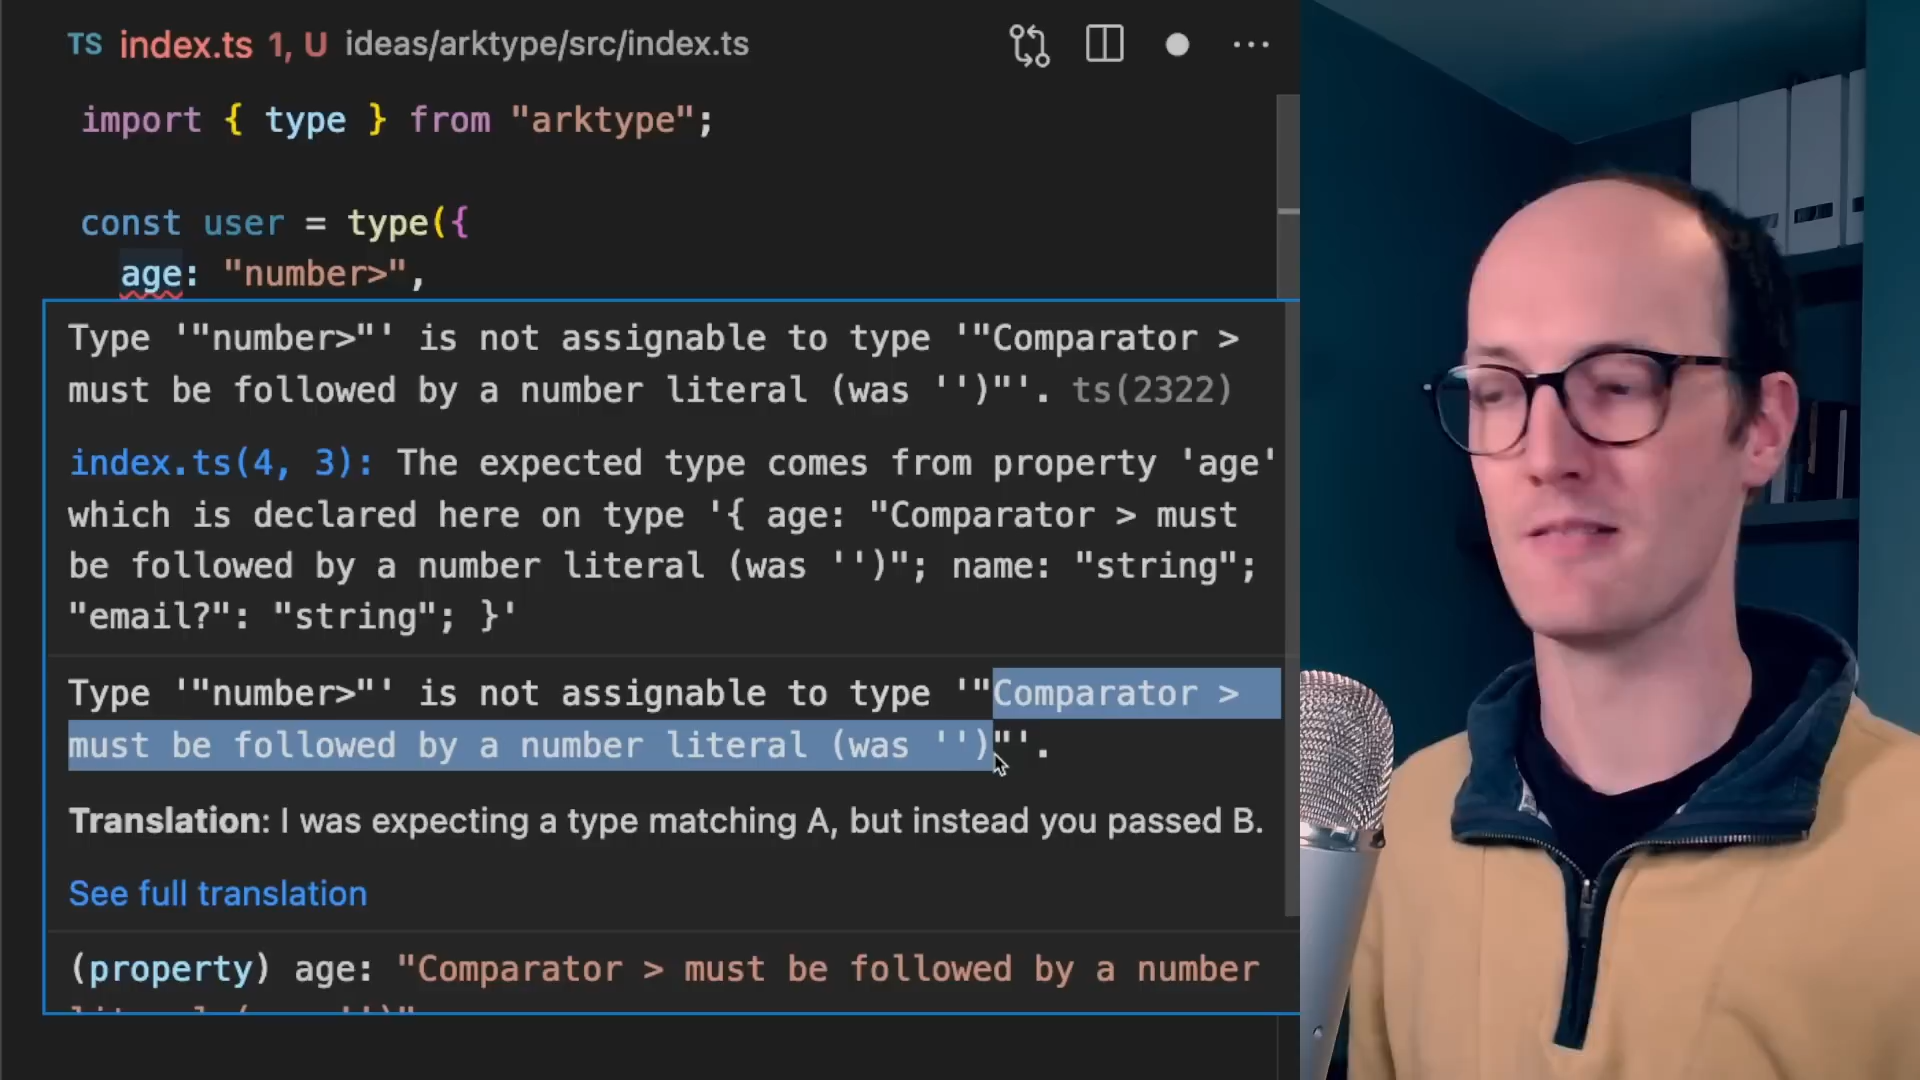 TS index.ts 1, U ideas/arktype/src/index.ts
import { type } from "arktype";
const user = type({
age: "number>",
Type '"number>"' is not assignable to type '"Comparator >
must be followed by a number literal (was '')"'. ts(2322)
index.ts(4, 3): The expected type comes from property 'age'
which is declared here on type '{ age: "Comparator > must
be followed by a number literal (was '')"; name: "string";
"email?": "string"; }'
Type '"number>"' is not assignable to type '"Comparator >
must be followed by a number literal (was '')"'.
Translation: I was expecting a type matching A, but instead you passed B.
See full translation
(property) age: "Comparator > must be followed by a number